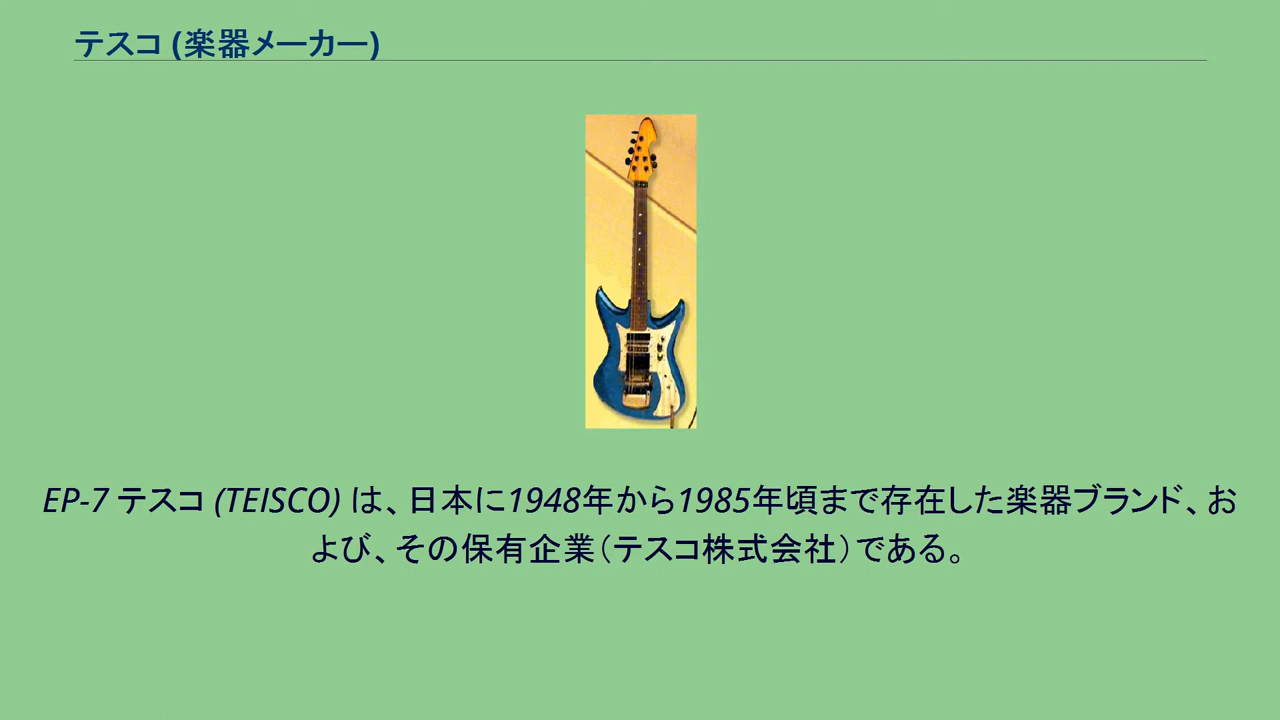 テスコ (楽器メーカー)
EP-7 テスコ (TEISCO) は、日本に1948年から1985年頃まで存在した楽器ブランド、お
よび、その保有企業（テスコ株式会社）である。